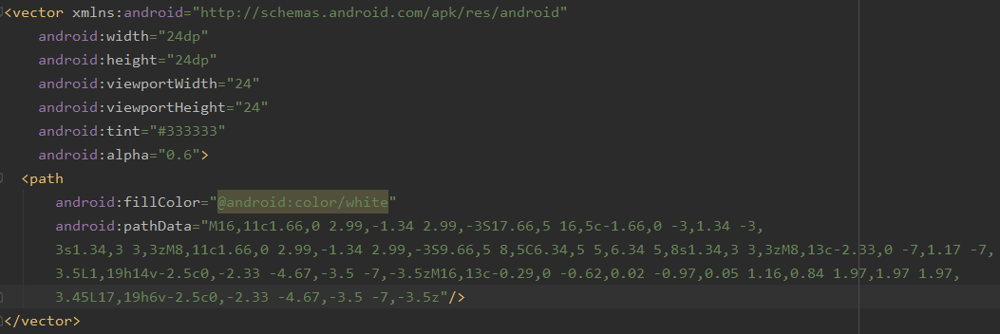 <vector xmlns:android="http://schemas.android.com/apk/res/android"
android:width="24dp"
android:height="24dp"
android:viewportWidth="24"
android:viewportHeight="24"
android:tint="#333333"
android:alpha="0.6">
<path
android:fillColor="@android:color/white"
android:pathData="M16,11c1.66,0 2.99,-1.34 2.99,-3S17.66,5 16,5c-1.66,0 -3,1.34 -3,
3s1.34,3 3,3zM8,11c1.66,0 2.99,-1.34 2.99,-3S9.66,5 8,5C6.34,5 5,6.34 5,8s1.34,3 3,3zM8,13c-2.33,0 -7,1.17 -7,
3.5L1,19h14v-2.5c0,-2.33 -4.67,-3.5 -7,-3.5zM16,13c-0.29,0 -0.62,0.02 -0.97,0.05 1.16,0.84 1.97,1.97 1.97,
3.45L17,19h6v-2.5c0,-2.33 -4.67,-3.5 -7,-3.5z"/>
</vector>